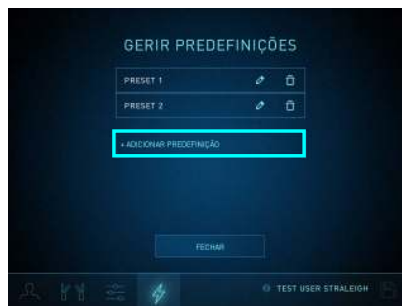 GERIR PREDEFINIÇÕES
PRESET 1
PRESET 2
+ ADICIONAR PREDEFINIÇÃO
FECHAR
TEST USER STRALEIGH